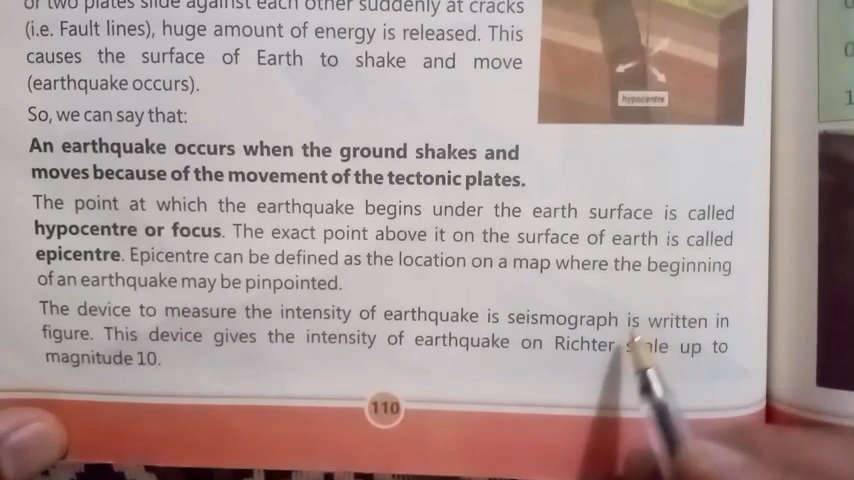 of two plates slide against each other suddenly at cracks
(i.e. Fault lines), huge amount of energy is released. This
causes the surface of Earth to shake and move
(earthquake occurs).
hypocentre
So, we can say that:
An earthquake occurs when the ground shakes and
moves because of the movement of the tectonic plates.
The point at which the earthquake begins under the earth surface is called
hypocentre or focus. The exact point above it on the surface of earth is called
epicentre. Epicentre can be defined as the location on a map where the beginning
of an earthquake may be pinpointed.
The device to measure the intensity of earthquake is seismograph is written in
figure. This device gives the intensity of earthquake on Richter up to
magnitude 10.
110